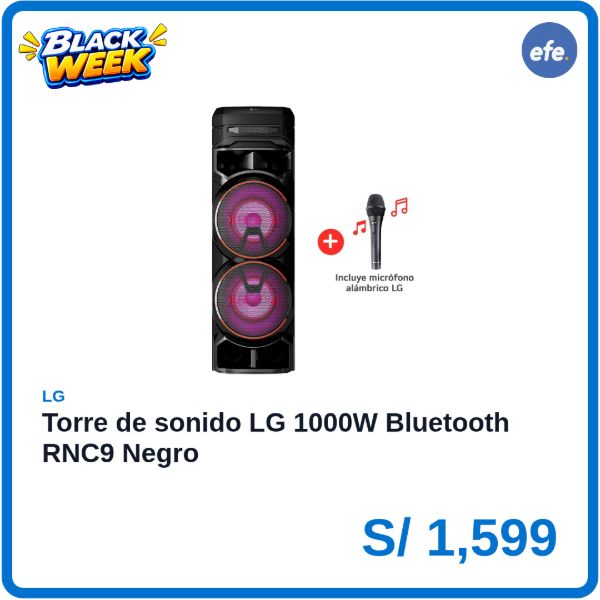 BLACK
WEEK
efe.
Incluye micrófono
alámbrico LG
LG
Torre de sonido LG 1000W Bluetooth
RNC9 Negro
S/ 1,599